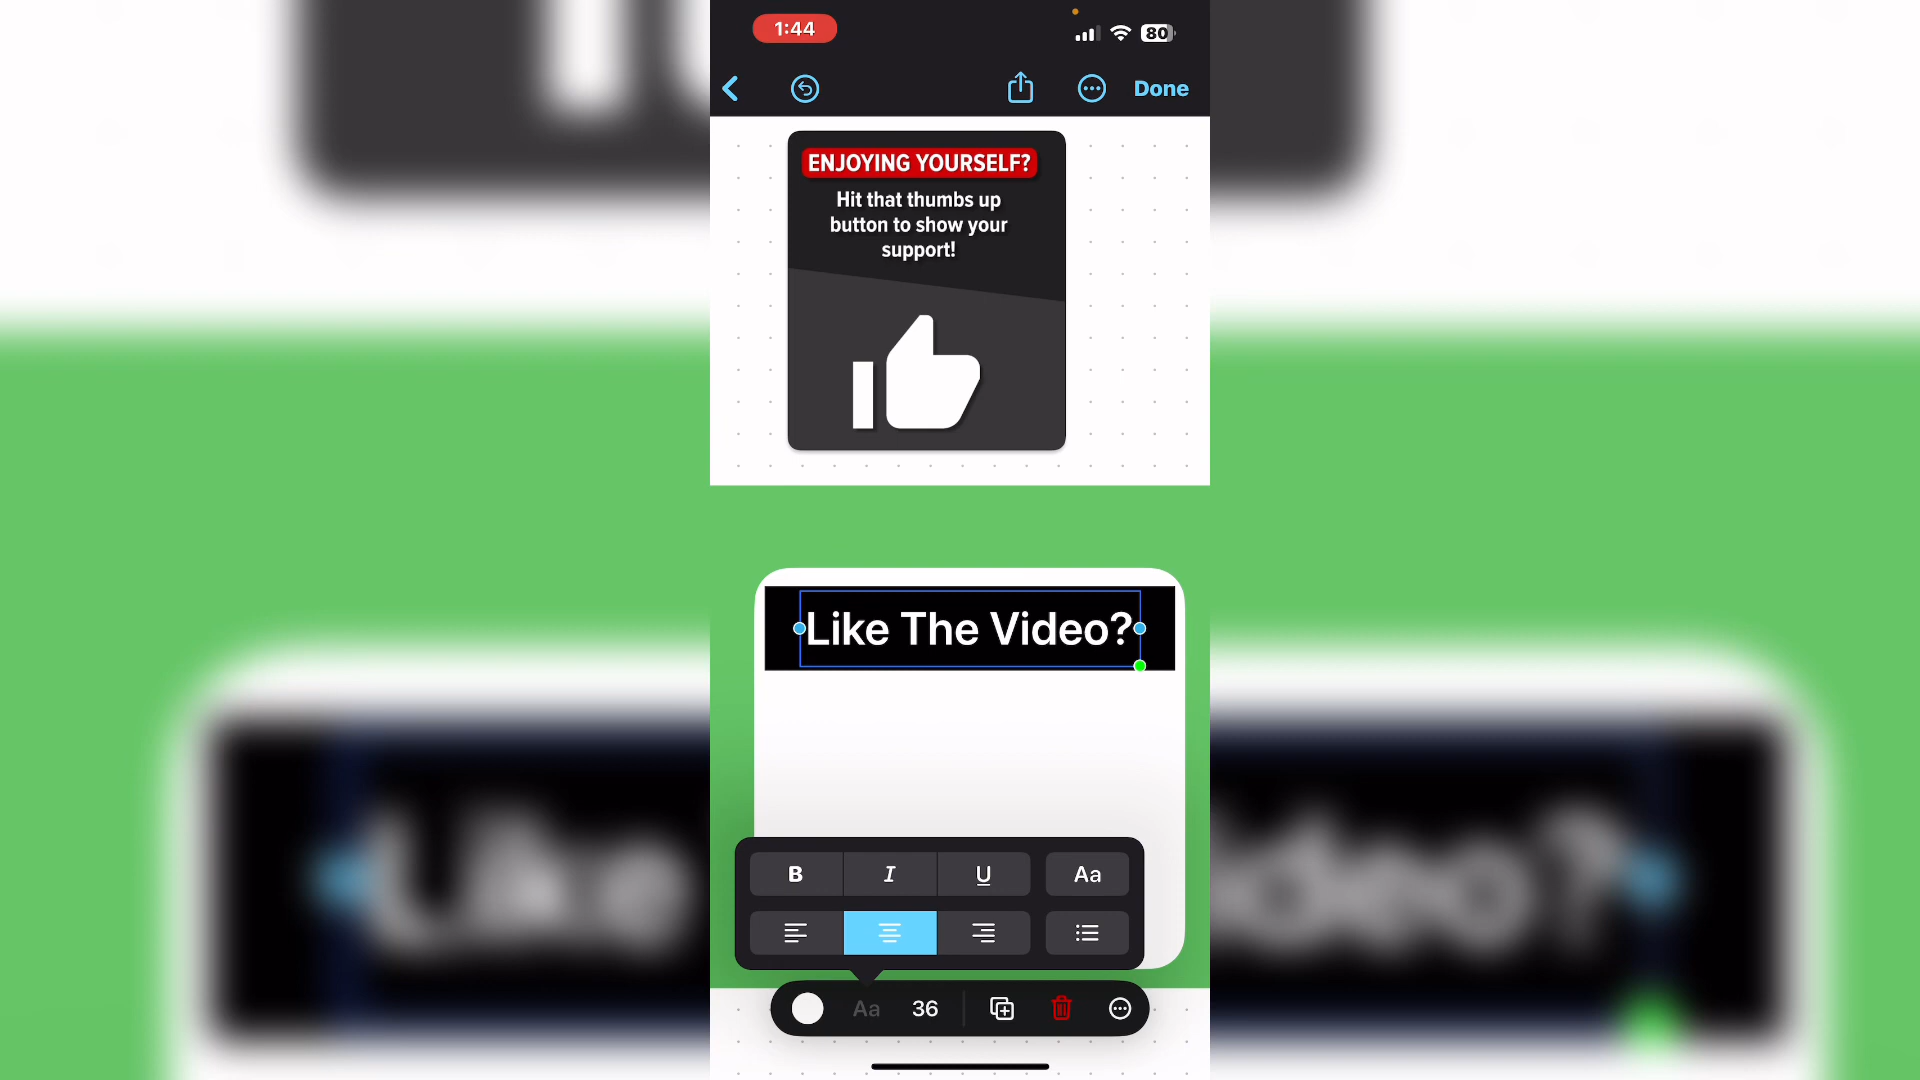 1:44
80
Done
ENJOYING YOURSELF?
Hit that thumbs up
button to show your
support!
Like The Video?
B I U Aa
Aa 36